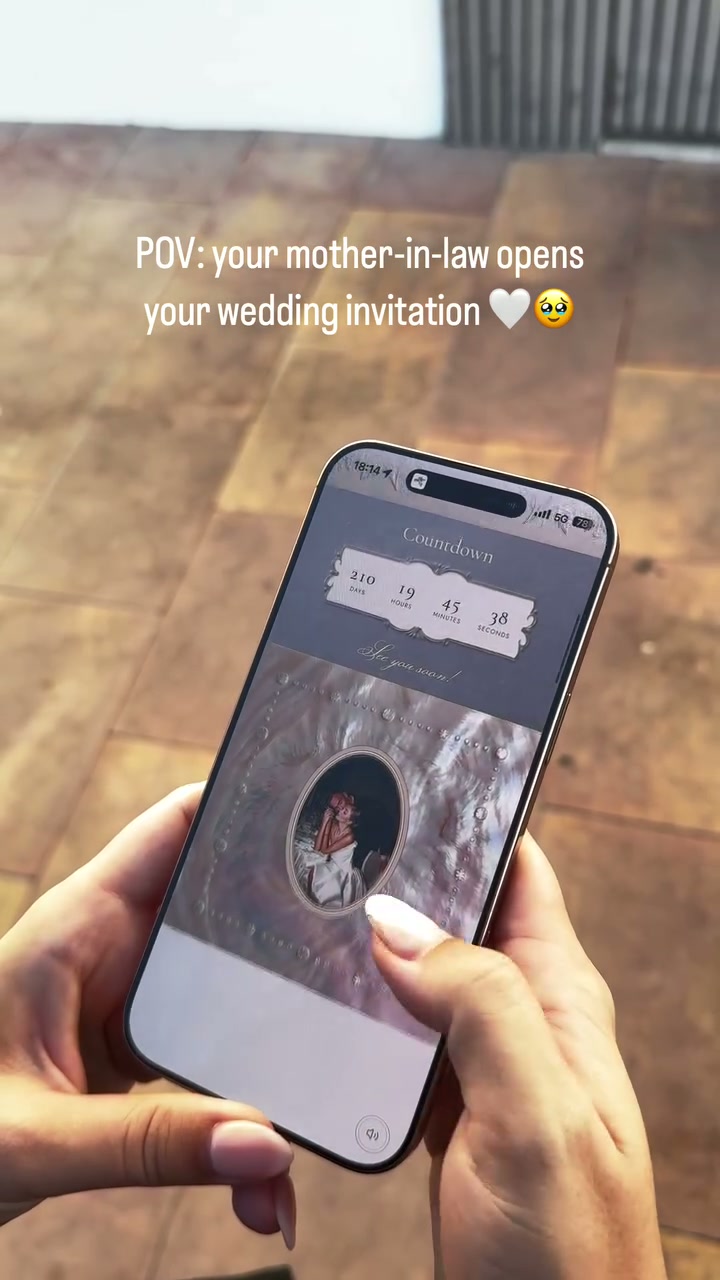 POV: your mother-in-law opens
your wedding invitation 🤍🥹
18:14
5G 78
Countdown
210 19 45 38
DAYS HOURS MINUTES SECONDS
See you soon!